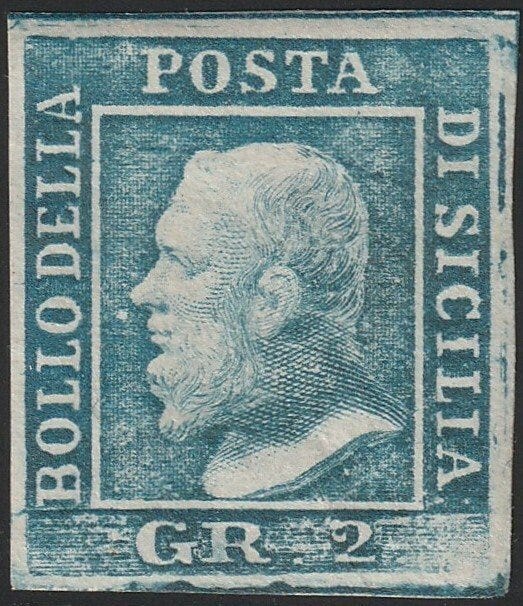 BOLLO DELLA
POSTA
DI SICILIA
GR. 2